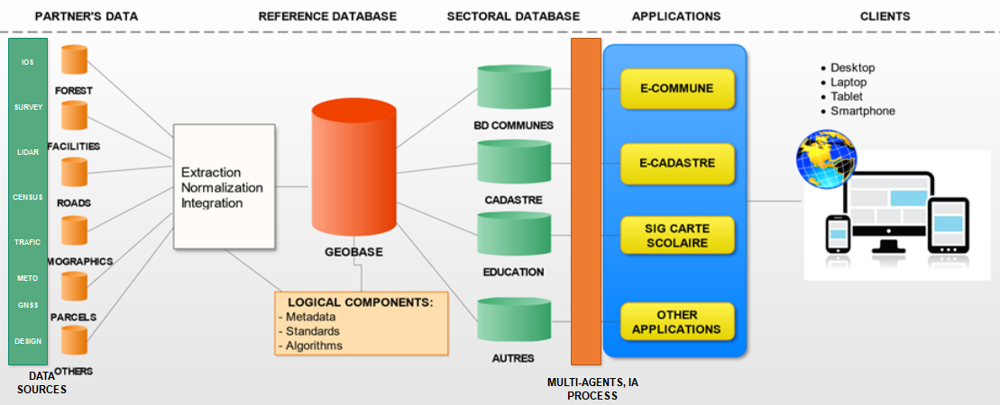 PARTNER'S DATA
REFERENCE DATABASE
SECTORAL DATABASE
APPLICATIONS
CLIENTS
IOS
SURVEY
LIDAR
CENSUS
TRAFIC
METO
GNSS
DESIGN
DATA
SOURCES
FOREST
FACILITIES
ROADS
MOGRAPHICS
PARCELS
OTHERS
Extraction
Normalization
Integration
GEOBASE
LOGICAL COMPONENTS:
- Metadata
- Standards
- Algorithms
BD COMMUNES
CADASTRE
EDUCATION
AUTRES
MULTI-AGENTS, IA
PROCESS
E-COMMUNE
E-CADASTRE
SIG CARTE
SCOLAIRE
OTHER
APPLICATIONS
• Desktop
• Laptop
• Tablet
• Smartphone